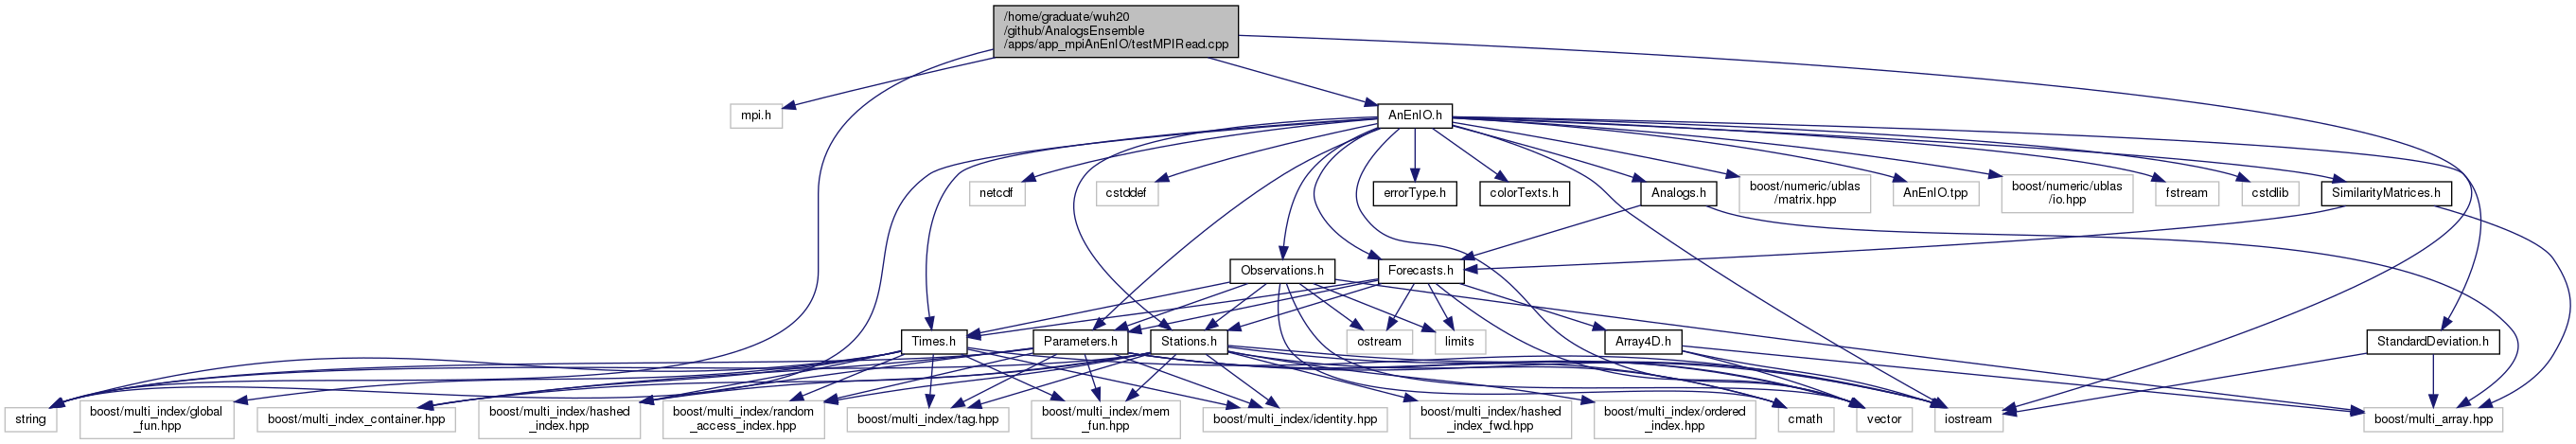 /home/graduate/wuh20
/github/AnalogsEnsemble
/apps/app_mpiAnEnIO/testMPIRead.cpp
mpi.h
AnEnIO.h
netcdf
cstddef
errorType.h
colorTexts.h
Analogs.h
boost/numeric/ublas
/matrix.hpp
AnEnIO.tpp
boost/numeric/ublas
/io.hpp
fstream
cstdlib
SimilarityMatrices.h
Observations.h
Forecasts.h
Times.h
Parameters.h
Stations.h
ostream
limits
Array4D.h
StandardDeviation.h
string
boost/multi_index/global
_fun.hpp
boost/multi_index_container.hpp
boost/multi_index/hashed
_index.hpp
boost/multi_index/random
_access_index.hpp
boost/multi_index/tag.hpp
boost/multi_index/mem
_fun.hpp
boost/multi_index/identity.hpp
boost/multi_index/hashed
_index_fwd.hpp
boost/multi_index/ordered
_index.hpp
cmath
vector
iostream
boost/multi_array.hpp